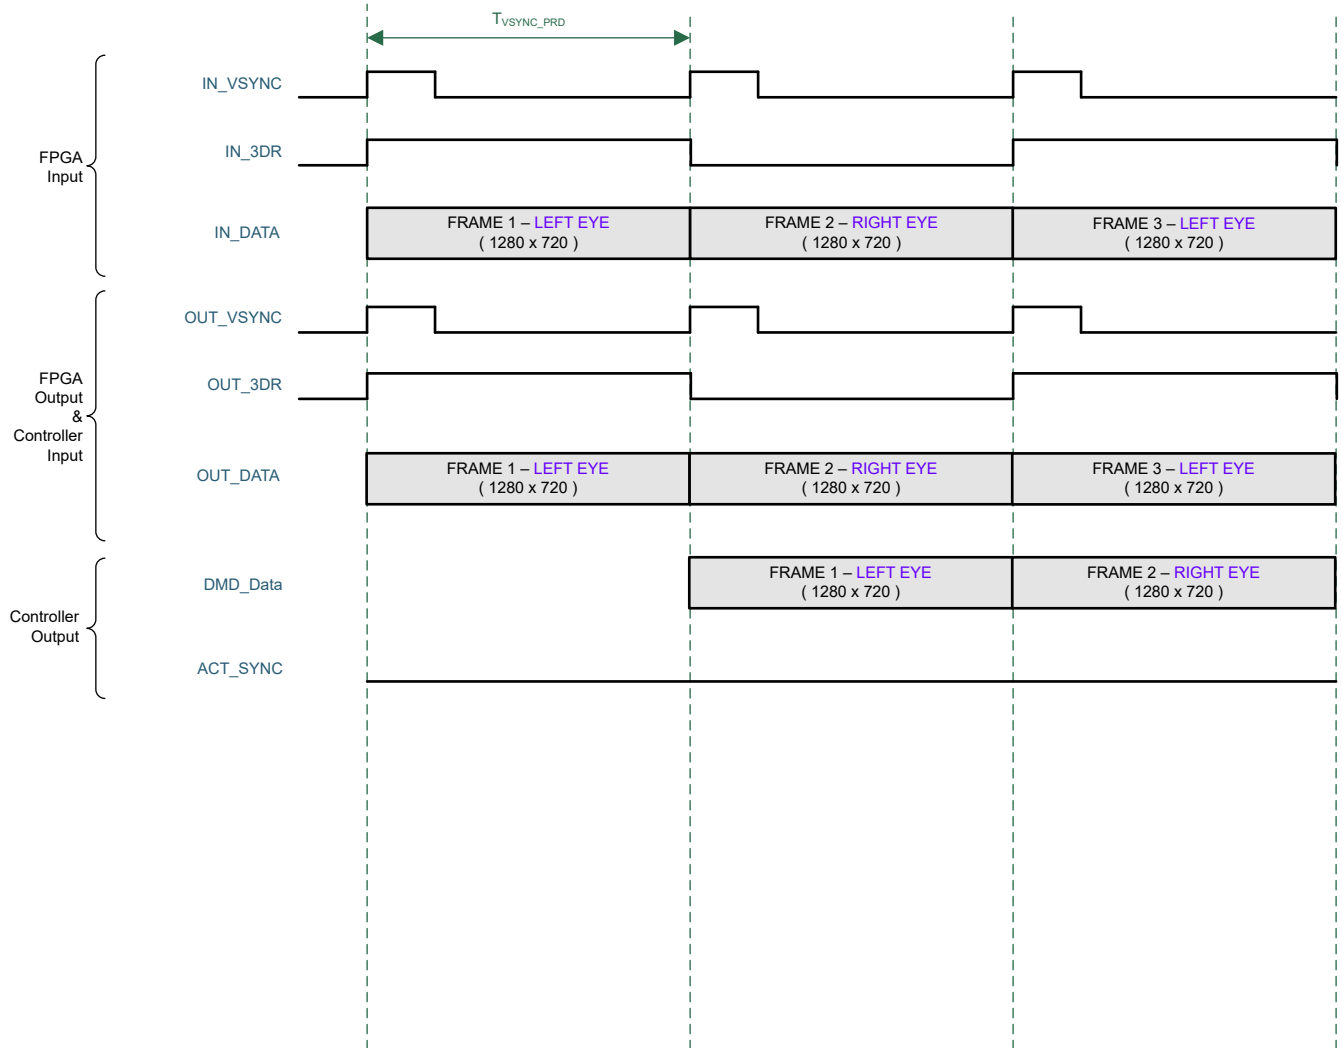 TVSYNC_PRD
IN_VSYNC
FPGA
Input
IN_3DR
IN_DATA
FRAME 1 – LEFT EYE
( 1280 x 720 )
FRAME 2 – RIGHT EYE
( 1280 x 720 )
FRAME 3 – LEFT EYE
( 1280 x 720 )
OUT_VSYNC
FPGA
Output
&
Controller
Input
OUT_3DR
OUT_DATA
FRAME 1 – LEFT EYE
( 1280 x 720 )
FRAME 2 – RIGHT EYE
( 1280 x 720 )
FRAME 3 – LEFT EYE
( 1280 x 720 )
DMD_Data
FRAME 1 – LEFT EYE
( 1280 x 720 )
FRAME 2 – RIGHT EYE
( 1280 x 720 )
Controller
Output
ACT_SYNC